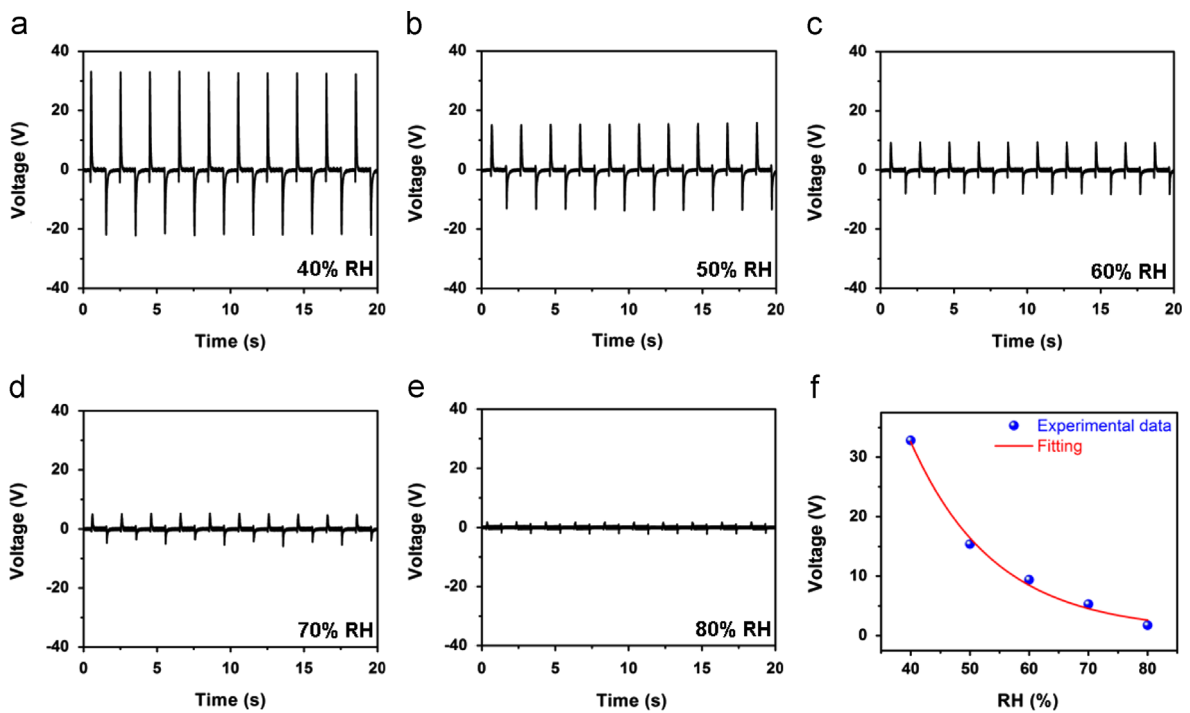 a
40
20
0
-20
-40
Voltage (V)
40% RH
0 5 10 15 20
Time (s)
b
40
20
0
-20
-40
Voltage (V)
50% RH
0 5 10 15 20
Time (s)
c
40
20
0
-20
-40
Voltage (V)
60% RH
0 5 10 15 20
Time (s)
d
40
20
0
-20
-40
Voltage (V)
70% RH
0 5 10 15 20
Time (s)
e
40
20
0
-20
-40
Voltage (V)
80% RH
0 5 10 15 20
Time (s)
f
Experimental data
Fitting
30
20
10
0
Voltage (V)
40 50 60 70 80
RH (%)